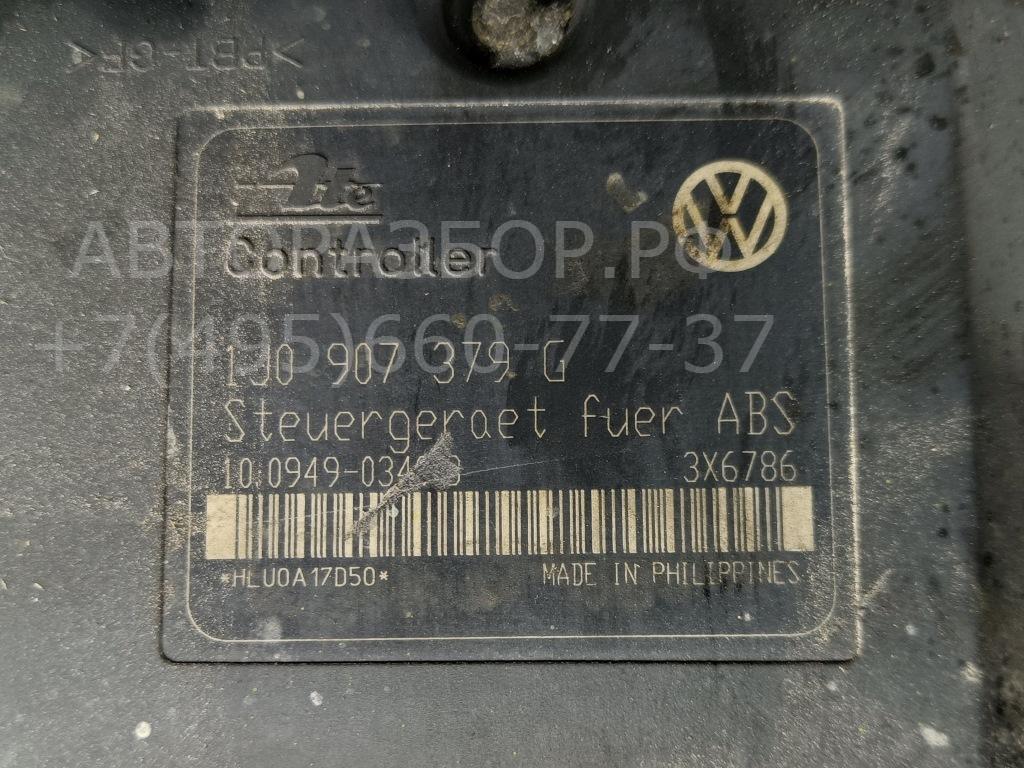 >PBT-GF<
Ate
Controller
АВТОРАЗБОР.РФ
+7(495)660-77-37
1J0 907 379 G
Steuergeraet fuer ABS
3X6786
*HLU0A17D50*
MADE IN PHILIPPINES